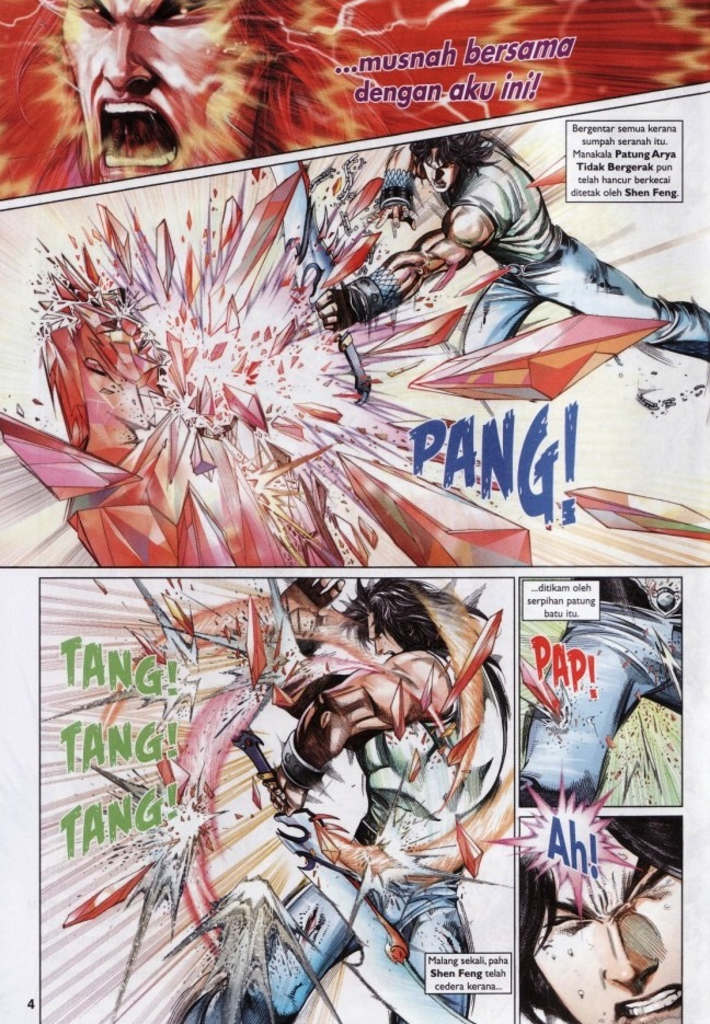 ...musnah bersama
dengan aku ini!
Bergentar semua kerana
sumpah seranah itu.
Manakala Patung Arya
Tidak Bergerak pun
telah hancur berkecai
ditetak oleh Shen Feng.
PANG!
TANG!
TANG!
TANG!
Malang sekali, paha
Shen Feng telah
cedera kerana...
...ditikam oleh
serpihan patung
batu itu.
PAP!
Ah!
4